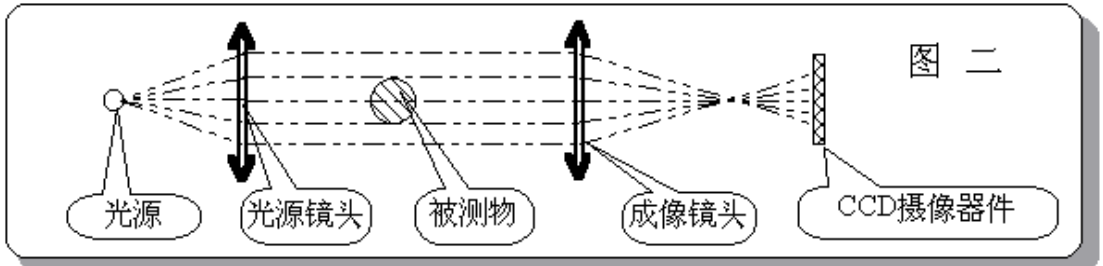 图 二
光源
光源镜头
被测物
成像镜头
CCD摄像器件